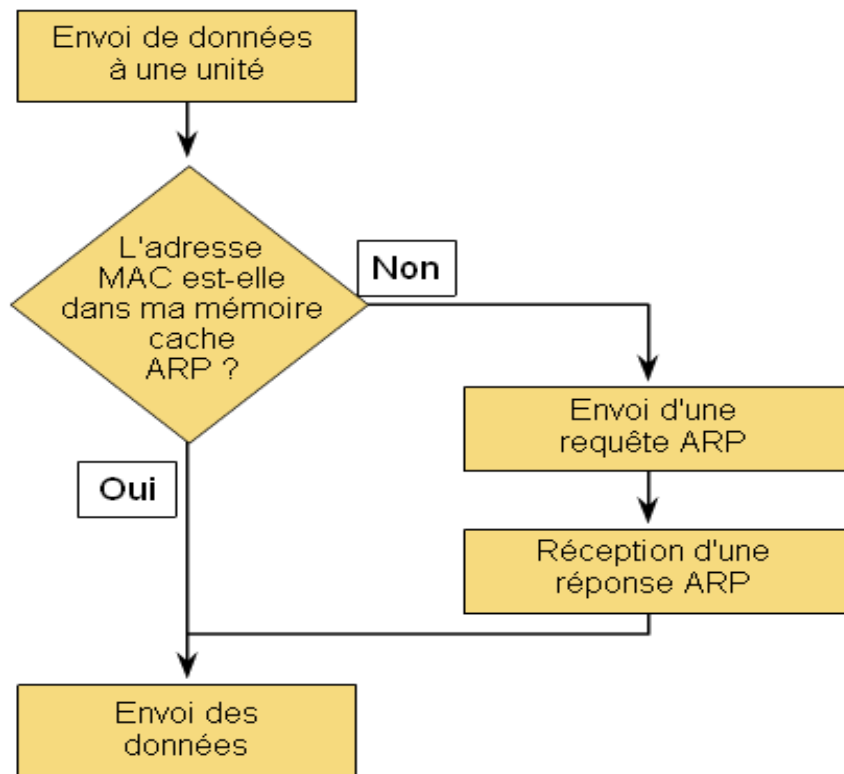 Envoi de données
à une unité
L'adresse
MAC est-elle
dans ma mémoire
cache
ARP ?
Non
Oui
Envoi d'une
requête ARP
Réception d'une
réponse ARP
Envoi des
données